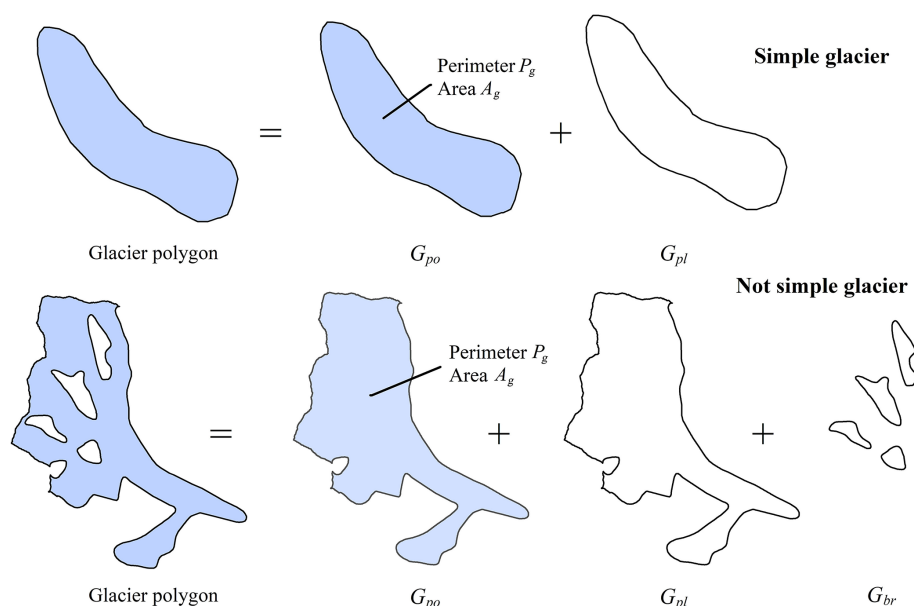 Simple glacier
Perimeter Pg
Area Ag
=
+
Glacier polygon
Gpo
Gpl
Not simple glacier
Perimeter Pg
Area Ag
=
+
+
Glacier polygon
Gpo
Gpl
Gbr